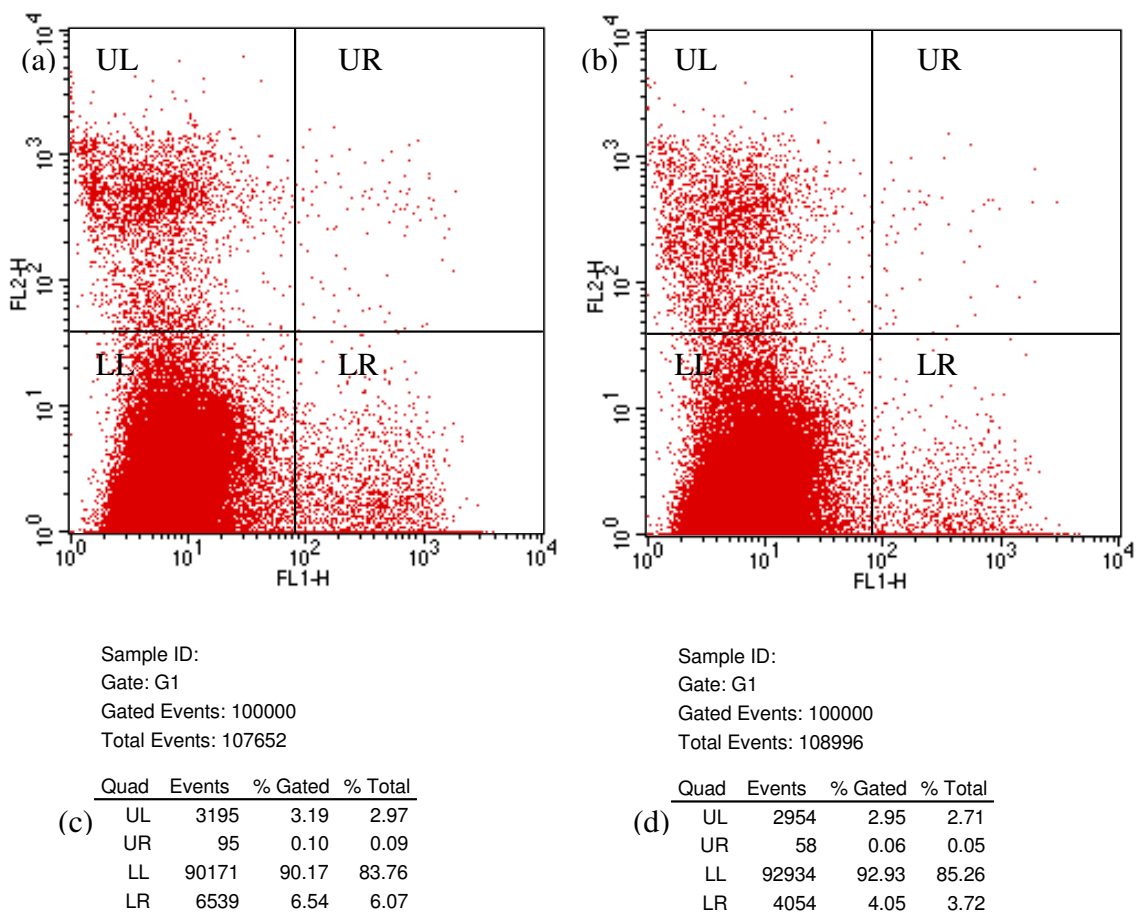 (a)
UL
UR
LL
LR
10^4
10^3
10^2
10^1
10^0
FL2-H
10^0 10^1 10^2 10^3 10^4
FL1-H
(b)
UL
UR
LL
LR
10^4
10^3
10^2
10^1
10^0
FL2-H
10^0 10^1 10^2 10^3 10^4
FL1-H
Sample ID:
Gate: G1
Gated Events: 100000
Total Events: 107652
(c)
Quad Events % Gated % Total
UL 3195 3.19 2.97
UR 95 0.10 0.09
LL 90171 90.17 83.76
LR 6539 6.54 6.07
Sample ID:
Gate: G1
Gated Events: 100000
Total Events: 108996
(d)
Quad Events % Gated % Total
UL 2954 2.95 2.71
UR 58 0.06 0.05
LL 92934 92.93 85.26
LR 4054 4.05 3.72